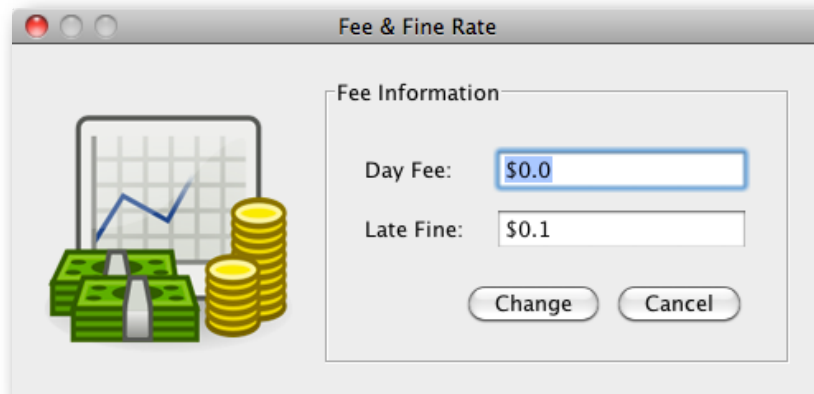 Fee & Fine Rate
Fee Information
Day Fee: $0.0
Late Fine: $0.1
Change Cancel